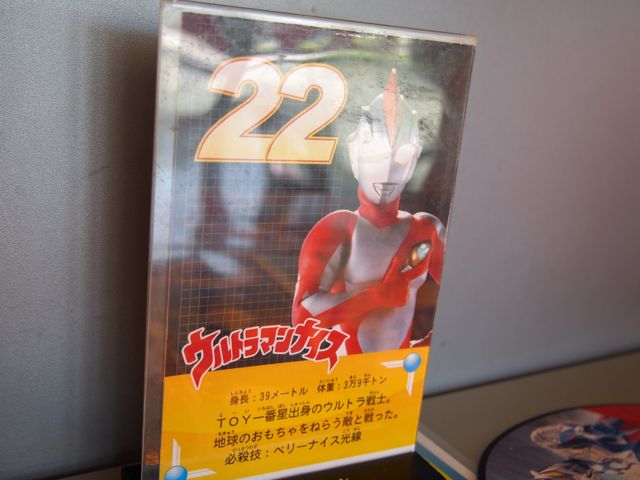 22
ウルトラマンナイス
身長：39メートル 体重：3万9千トン
TOY一番星出身のウルトラ戦士。
地球のおもちゃをねらう敵と戦った。
必殺技：ベリーナイス光線